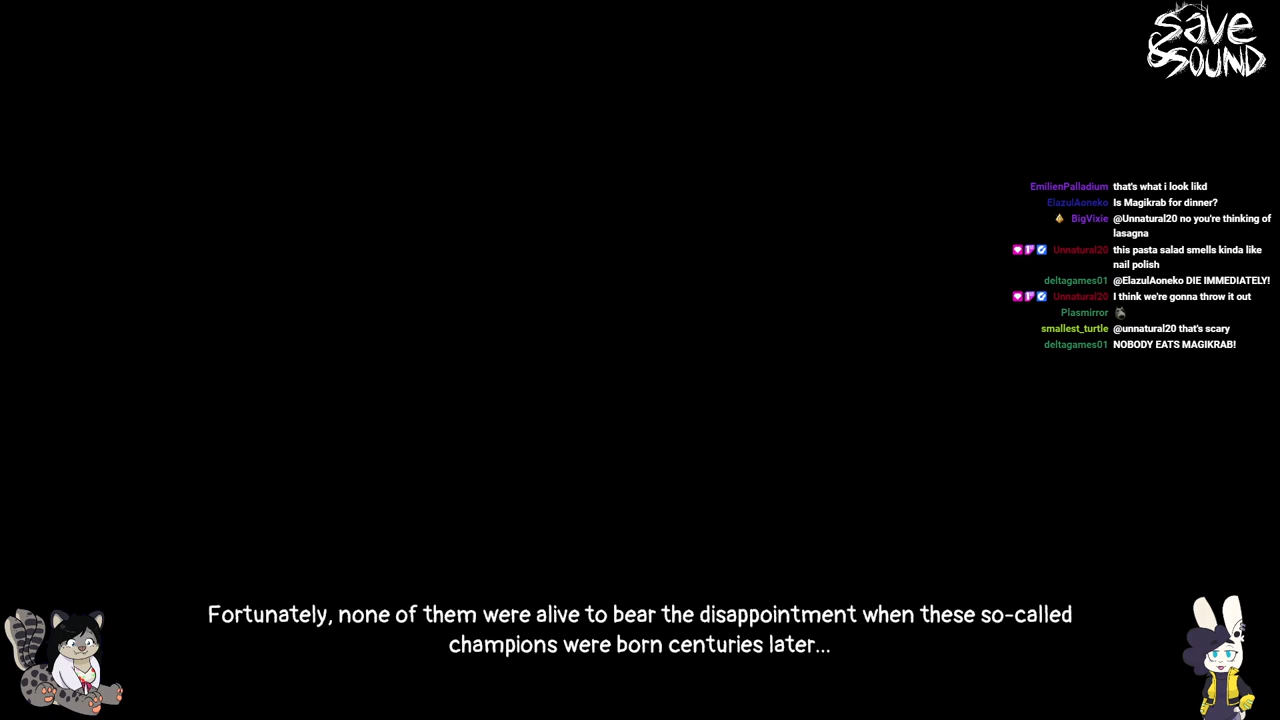 Save
& SOUND
EmilienPalladium that's what i look likd
ElazulAoneko Is Magikrab for dinner?
BigVixie @Unnatural20 no you're thinking of
lasagna
Unnatural20 this pasta salad smells kinda like
nail polish
deltagames01 @ElazulAoneko DIE IMMEDIATELY!
Unnatural20 I think we're gonna throw it out
Plasmirror
smallest_turtle @unnatural20 that's scary
deltagames01 NOBODY EATS MAGIKRAB!
Fortunately, none of them were alive to bear the disappointment when these so-called
champions were born centuries later...